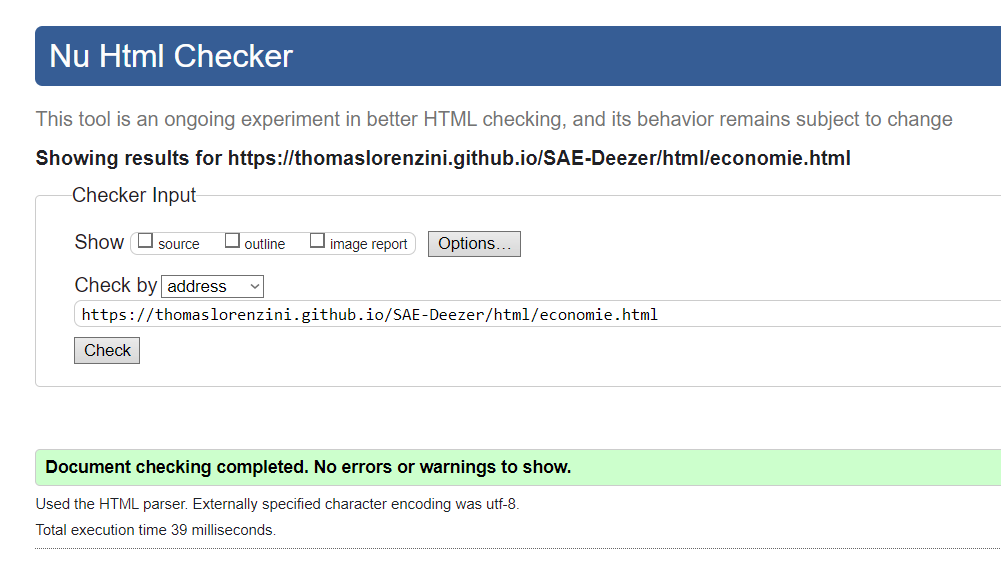 Nu Html Checker
This tool is an ongoing experiment in better HTML checking, and its behavior remains subject to change
Showing results for https://thomaslorenzini.github.io/SAE-Deezer/html/economie.html
Checker Input
Show source outline image report Options...
Check by address
https://thomaslorenzini.github.io/SAE-Deezer/html/economie.html
Check
Document checking completed. No errors or warnings to show.
Used the HTML parser. Externally specified character encoding was utf-8.
Total execution time 39 milliseconds.